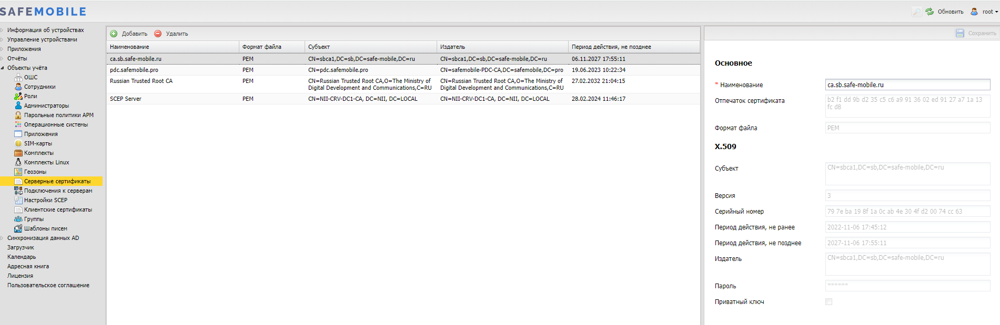 SAFEMOBILE
Обновить
root
Информация об устройствах
Управление устройствами
Приложения
Отчёты
Объекты учёта
ОШС
Сотрудники
Роли
Администраторы
Парольные политики АРМ
Операционные системы
Приложения
SIM-карты
Комплекты
Комплекты Linux
Геозоны
Серверные сертификаты
Подключения к серверам
Настройки SCEP
Клиентские сертификаты
Группы
Шаблоны писем
Синхронизация данных AD
Загрузчик
Календарь
Адресная книга
Лицензия
Пользовательское соглашение
Добавить Удалить
Наименование Формат файла Субъект Издатель Период действия, не позднее
ca.sb.safe-mobile.ru PEM CN=sbca1,DC=sb,DC=safe-mobile,DC=ru CN=sbca1,DC=sb,DC=safe-mobile,DC=ru 06.11.2027 17:55:11
pdc.safemobile.pro PEM CN=pdc.safemobile.pro CN=safemobile-PDC-CA,DC=safemobile,DC=pro 19.06.2023 10:22:34
Russian Trusted Root CA PEM CN=Russian Trusted Root CA,O=The Ministry of CN=Russian Trusted Root CA,O=The Ministry of 27.02.2032 21:04:15
Digital Development and Communications,C=RU Digital Development and Communications,C=RU
SCEP Server PEM CN=NII-CRV-DC1-CA, DC=NII, DC=LOCAL CN=NII-CRV-DC1-CA, DC=NII, DC=LOCAL 28.02.2024 11:46:17
Сохранить
Основное
* Наименование ca.sb.safe-mobile.ru
Отпечаток сертификата b2 f1 dd 9b d2 35 c5 c6 a9 91 36 02 ed 91 27 a7 1a 13
fc d8
Формат файла PEM
X.509
Субъект CN=sbca1,DC=sb,DC=safe-mobile,DC=ru
Версия 3
Серийный номер 79 7e ba 19 8f 1a 0c ab 4e 30 4f d2 00 74 cc 63
Период действия, не ранее 2022-11-06 17:45:12
Период действия, не позднее 2027-11-06 17:55:11
Издатель CN=sbca1,DC=sb,DC=safe-mobile,DC=ru
Пароль ******
Приватный ключ